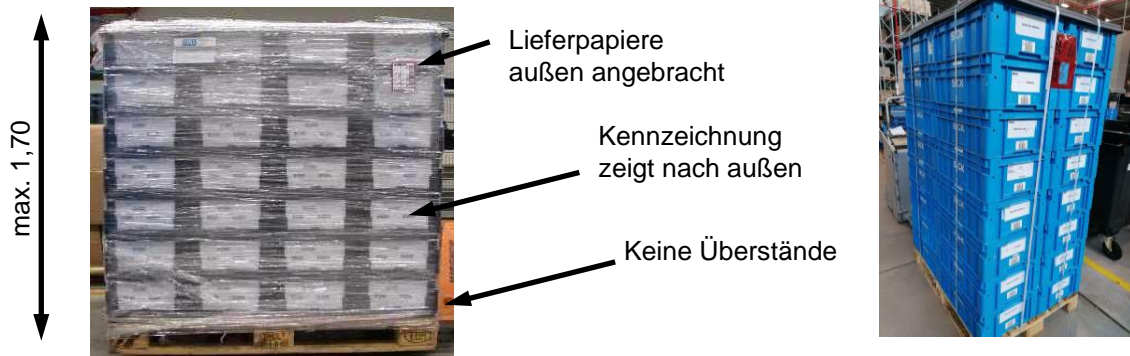 max. 1,70
Lieferpapiere
außen angebracht
Kennzeichnung
zeigt nach außen
Keine Überstände